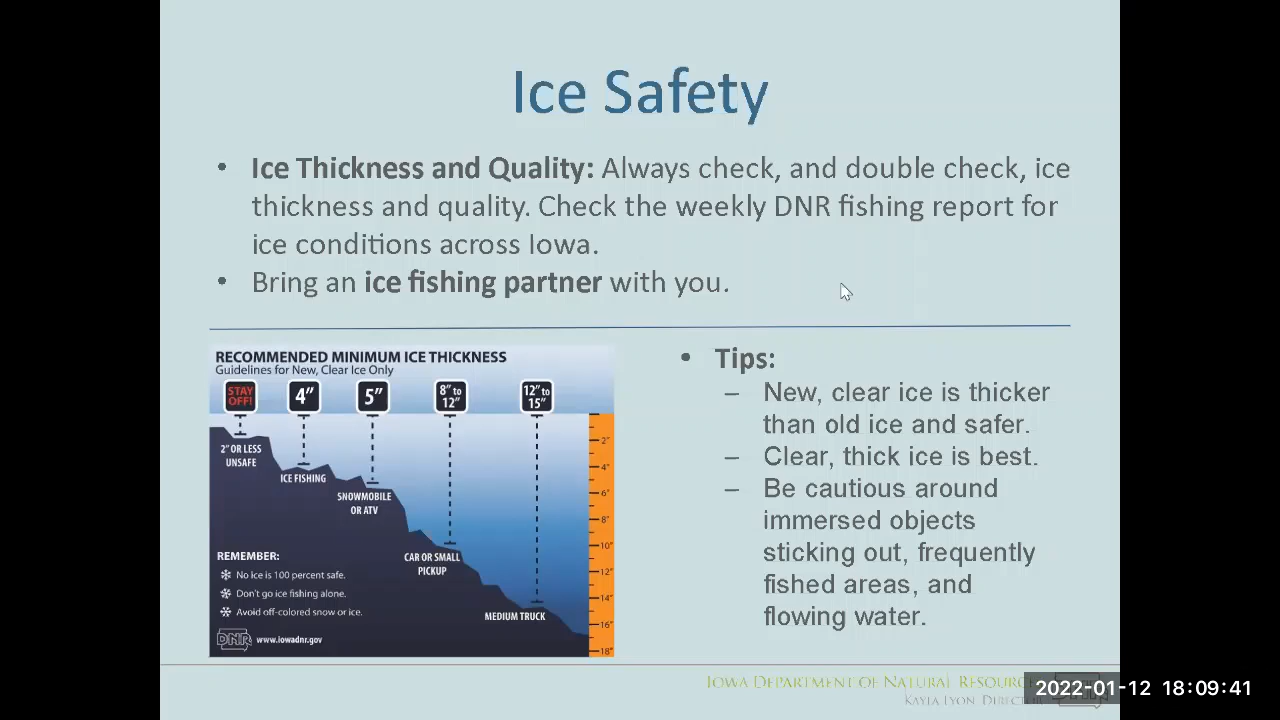 Ice Safety
• Ice Thickness and Quality: Always check, and double check, ice
thickness and quality. Check the weekly DNR fishing report for
ice conditions across Iowa.
• Bring an ice fishing partner with you.
RECOMMENDED MINIMUM ICE THICKNESS
Guidelines for New, Clear Ice Only
STAY OFF! 4" 5" 8" to 12" 12" to 15"
2" OR LESS
UNSAFE
ICE FISHING
SNOWMOBILE
OR ATV
CAR OR SMALL
PICKUP
MEDIUM TRUCK
2"
4"
6"
8"
10"
12"
14"
16"
18"
REMEMBER:
No ice is 100 percent safe.
Don't go ice fishing alone.
Avoid off-colored snow or ice.
DNR www.iowadnr.gov
• Tips:
– New, clear ice is thicker
than old ice and safer.
– Clear, thick ice is best.
– Be cautious around
immersed objects
sticking out, frequently
fished areas, and
flowing water.
IOWA DEPARTMENT OF NATURAL RESOURC
KAYLA LYON, DIRECTOR
2022-01-12 18:09:41